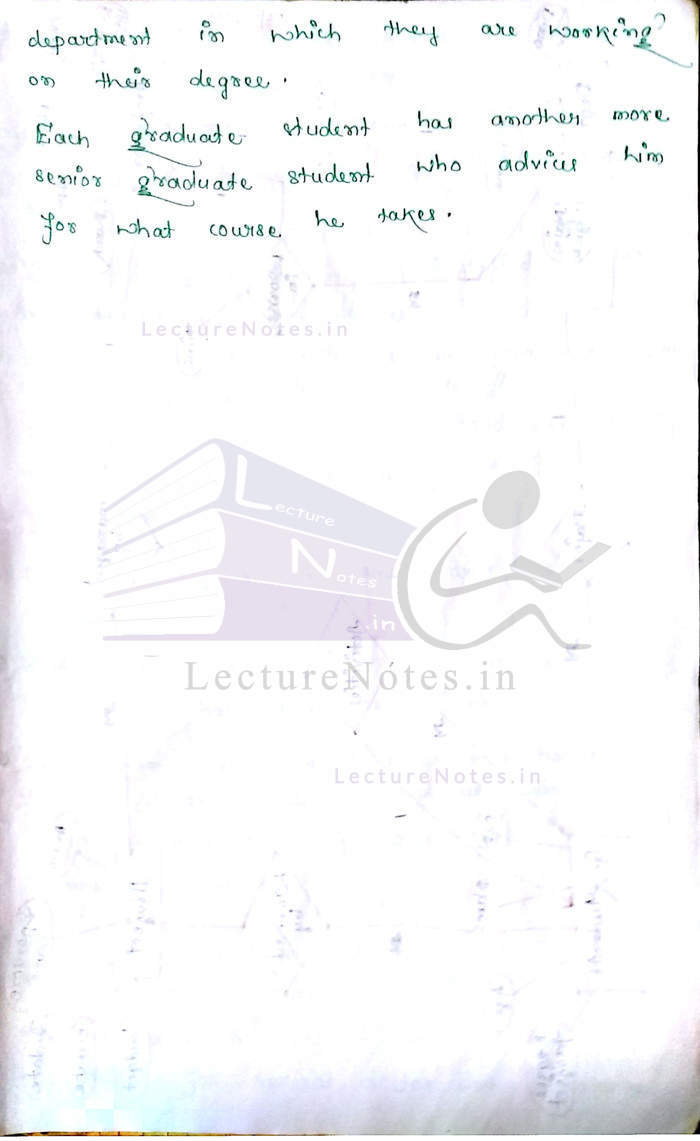 department in which they are working
on their degree.
Each graduate student has another more
senior graduate student who advices him
for what course he takes.
LectureNotes.in
Lecture
Notes
.in
LectureNotes.in
LectureNotes.in